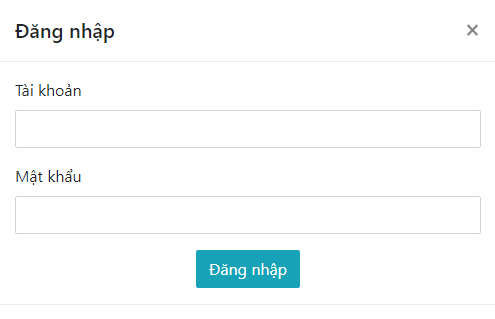 Đăng nhập
×
Tài khoản
Mật khẩu
Đăng nhập